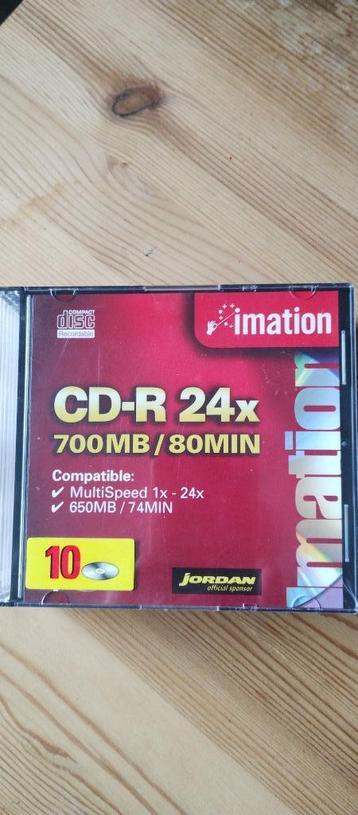 COMPACT
disc
Recordable
imation
CD-R 24x
700MB/80MIN
Compatible:
✓ MultiSpeed 1x - 24x
✓ 650MB/74MIN
10
JORDAN
official sponsor
imation